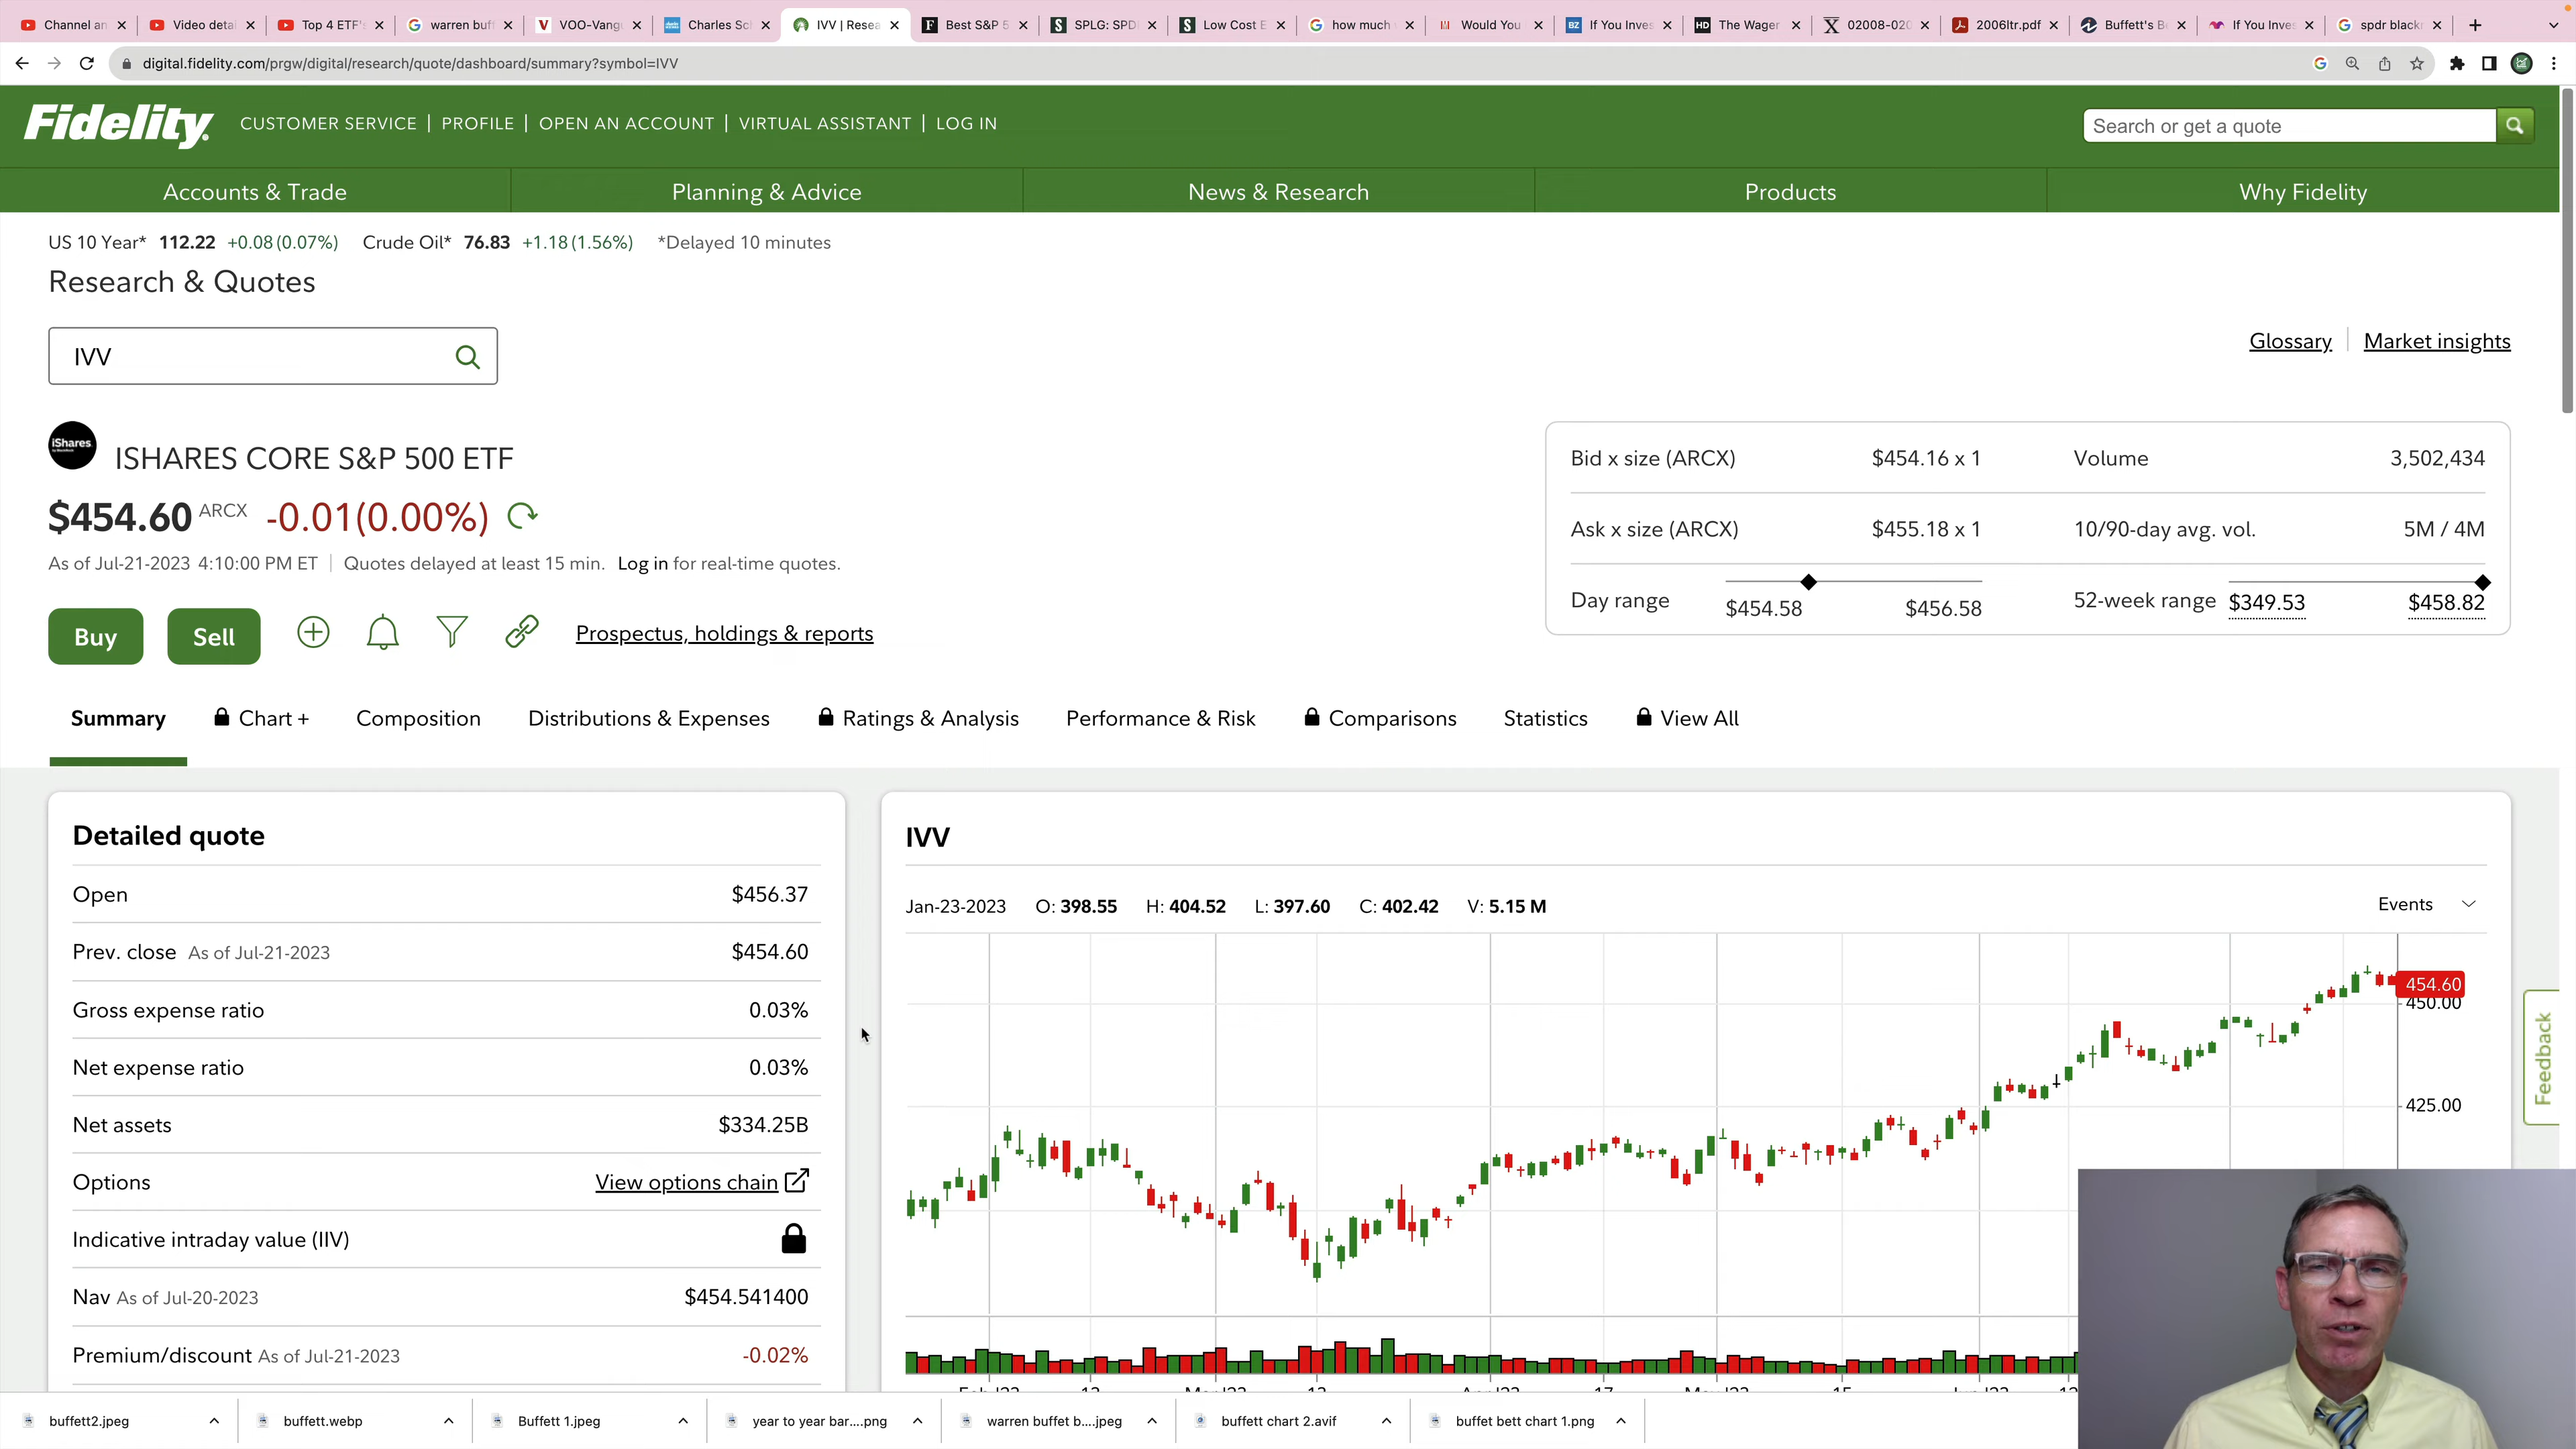 Channel an
Video detai
Top 4 ETF's
warren buff
VOO-Vangu
Charles Sch
IVV | Resea
Best S&P 5
SPLG: SPD
Low Cost E
how much
Would You
If You Inves
The Wager
02008-020
2006ltr.pdf
Buffett's B
If You Inves
spdr blackr
digital.fidelity.com/prgw/digital/research/quote/dashboard/summary?symbol=IVV
Fidelity
CUSTOMER SERVICE | PROFILE | OPEN AN ACCOUNT | VIRTUAL ASSISTANT | LOG IN
Search or get a quote
Accounts & Trade
Planning & Advice
News & Research
Products
Why Fidelity
US 10 Year* 112.22 +0.08 (0.07%) Crude Oil* 76.83 +1.18 (1.56%) *Delayed 10 minutes
Research & Quotes
IVV
Glossary
Market insights
iShares
ISHARES CORE S&P 500 ETF
$454.60 ARCX -0.01(0.00%)
As of Jul-21-2023 4:10:00 PM ET | Quotes delayed at least 15 min. Log in for real-time quotes.
Bid x size (ARCX) $454.16 x 1 Volume 3,502,434
Ask x size (ARCX) $455.18 x 1 10/90-day avg. vol. 5M / 4M
Day range $454.58 $456.58 52-week range $349.53 $458.82
Buy
Sell
Prospectus, holdings & reports
Summary
Chart +
Composition
Distributions & Expenses
Ratings & Analysis
Performance & Risk
Comparisons
Statistics
View All
Detailed quote
Open $456.37
Prev. close As of Jul-21-2023 $454.60
Gross expense ratio 0.03%
Net expense ratio 0.03%
Net assets $334.25B
Options View options chain
Indicative intraday value (IIV)
Nav As of Jul-20-2023 $454.541400
Premium/discount As of Jul-21-2023 -0.02%
IVV
Jan-23-2023 O: 398.55 H: 404.52 L: 397.60 C: 402.42 V: 5.15 M
Events
454.60
450.00
425.00
Feedback
buffett2.jpeg
buffett.webp
Buffett 1.jpeg
year to year bar....png
warren buffet b....jpeg
buffett chart 2.avif
buffet bett chart 1.png